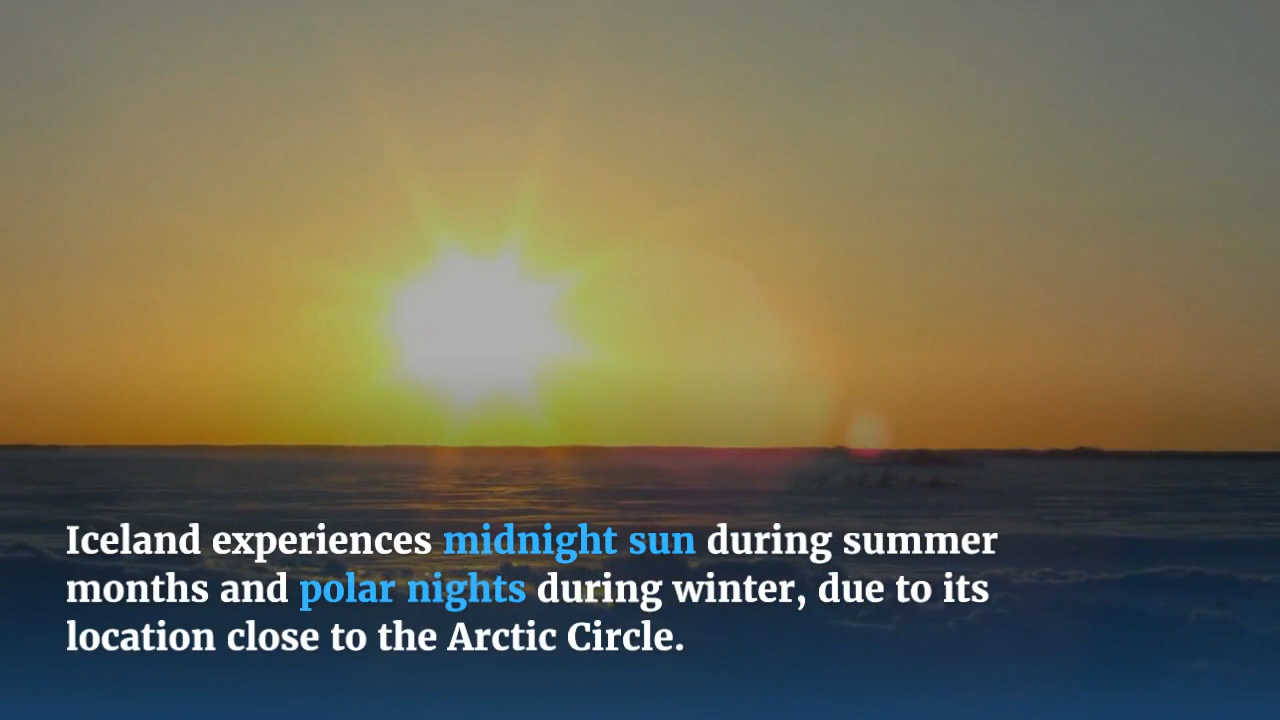 Iceland experiences midnight sun during summer
months and polar nights during winter, due to its
location close to the Arctic Circle.